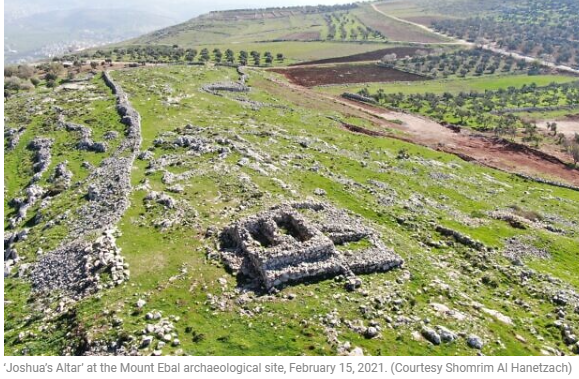 'Joshua's Altar' at the Mount Ebal archaeological site, February 15, 2021. (Courtesy Shomrim Al Hanetzach)